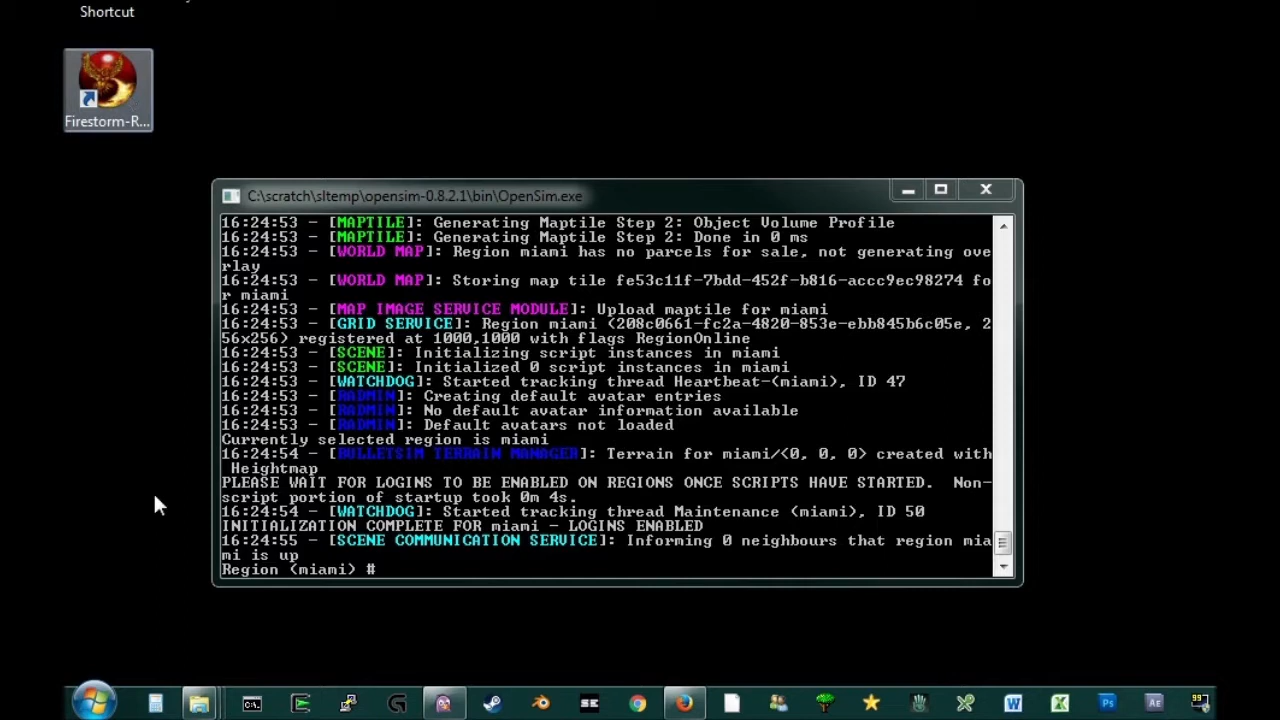 Shortcut
Firestorm-R...
C:\scratch\sltemp\opensim-0.8.2.1\bin\OpenSim.exe
16:24:53 - [MAPTILE]: Generating Maptile Step 2: Object Volume Profile
16:24:53 - [MAPTILE]: Generating Maptile Step 2: Done in 0 ms
16:24:53 - [WORLD MAP]: Region miami has no parcels for sale, not generating ove
rlay
16:24:53 - [WORLD MAP]: Storing map tile fe53c11f-7bdd-452f-b816-accc9ec98274 fo
r miami
16:24:53 - [MAP IMAGE SERVICE MODULE]: Upload maptile for miami
16:24:53 - [GRID SERVICE]: Region miami (208c0661-fc2a-4820-853e-ebb845b6c05e, 2
56x256) registered at 1000,1000 with flags RegionOnline
16:24:53 - [SCENE]: Initializing script instances in miami
16:24:53 - [SCENE]: Initialized 0 script instances in miami
16:24:53 - [WATCHDOG]: Started tracking thread Heartbeat-(miami), ID 47
16:24:53 - [RADMIN]: Creating default avatar entries
16:24:53 - [RADMIN]: No default avatar information available
16:24:53 - [RADMIN]: Default avatars not loaded
Currently selected region is miami
16:24:54 - [BULLETSIM TERRAIN MANAGER]: Terrain for miami/<0, 0, 0> created with
Heightmap
PLEASE WAIT FOR LOGINS TO BE ENABLED ON REGIONS ONCE SCRIPTS HAVE STARTED.  Non-
script portion of startup took 0m 4s.
16:24:54 - [WATCHDOG]: Started tracking thread Maintenance (miami), ID 50
INITIALIZATION COMPLETE FOR miami - LOGINS ENABLED
16:24:55 - [SCENE COMMUNICATION SERVICE]: Informing 0 neighbours that region mia
mi is up
Region (miami) #
C:\.
SE
W
X
Ps
Ae
99